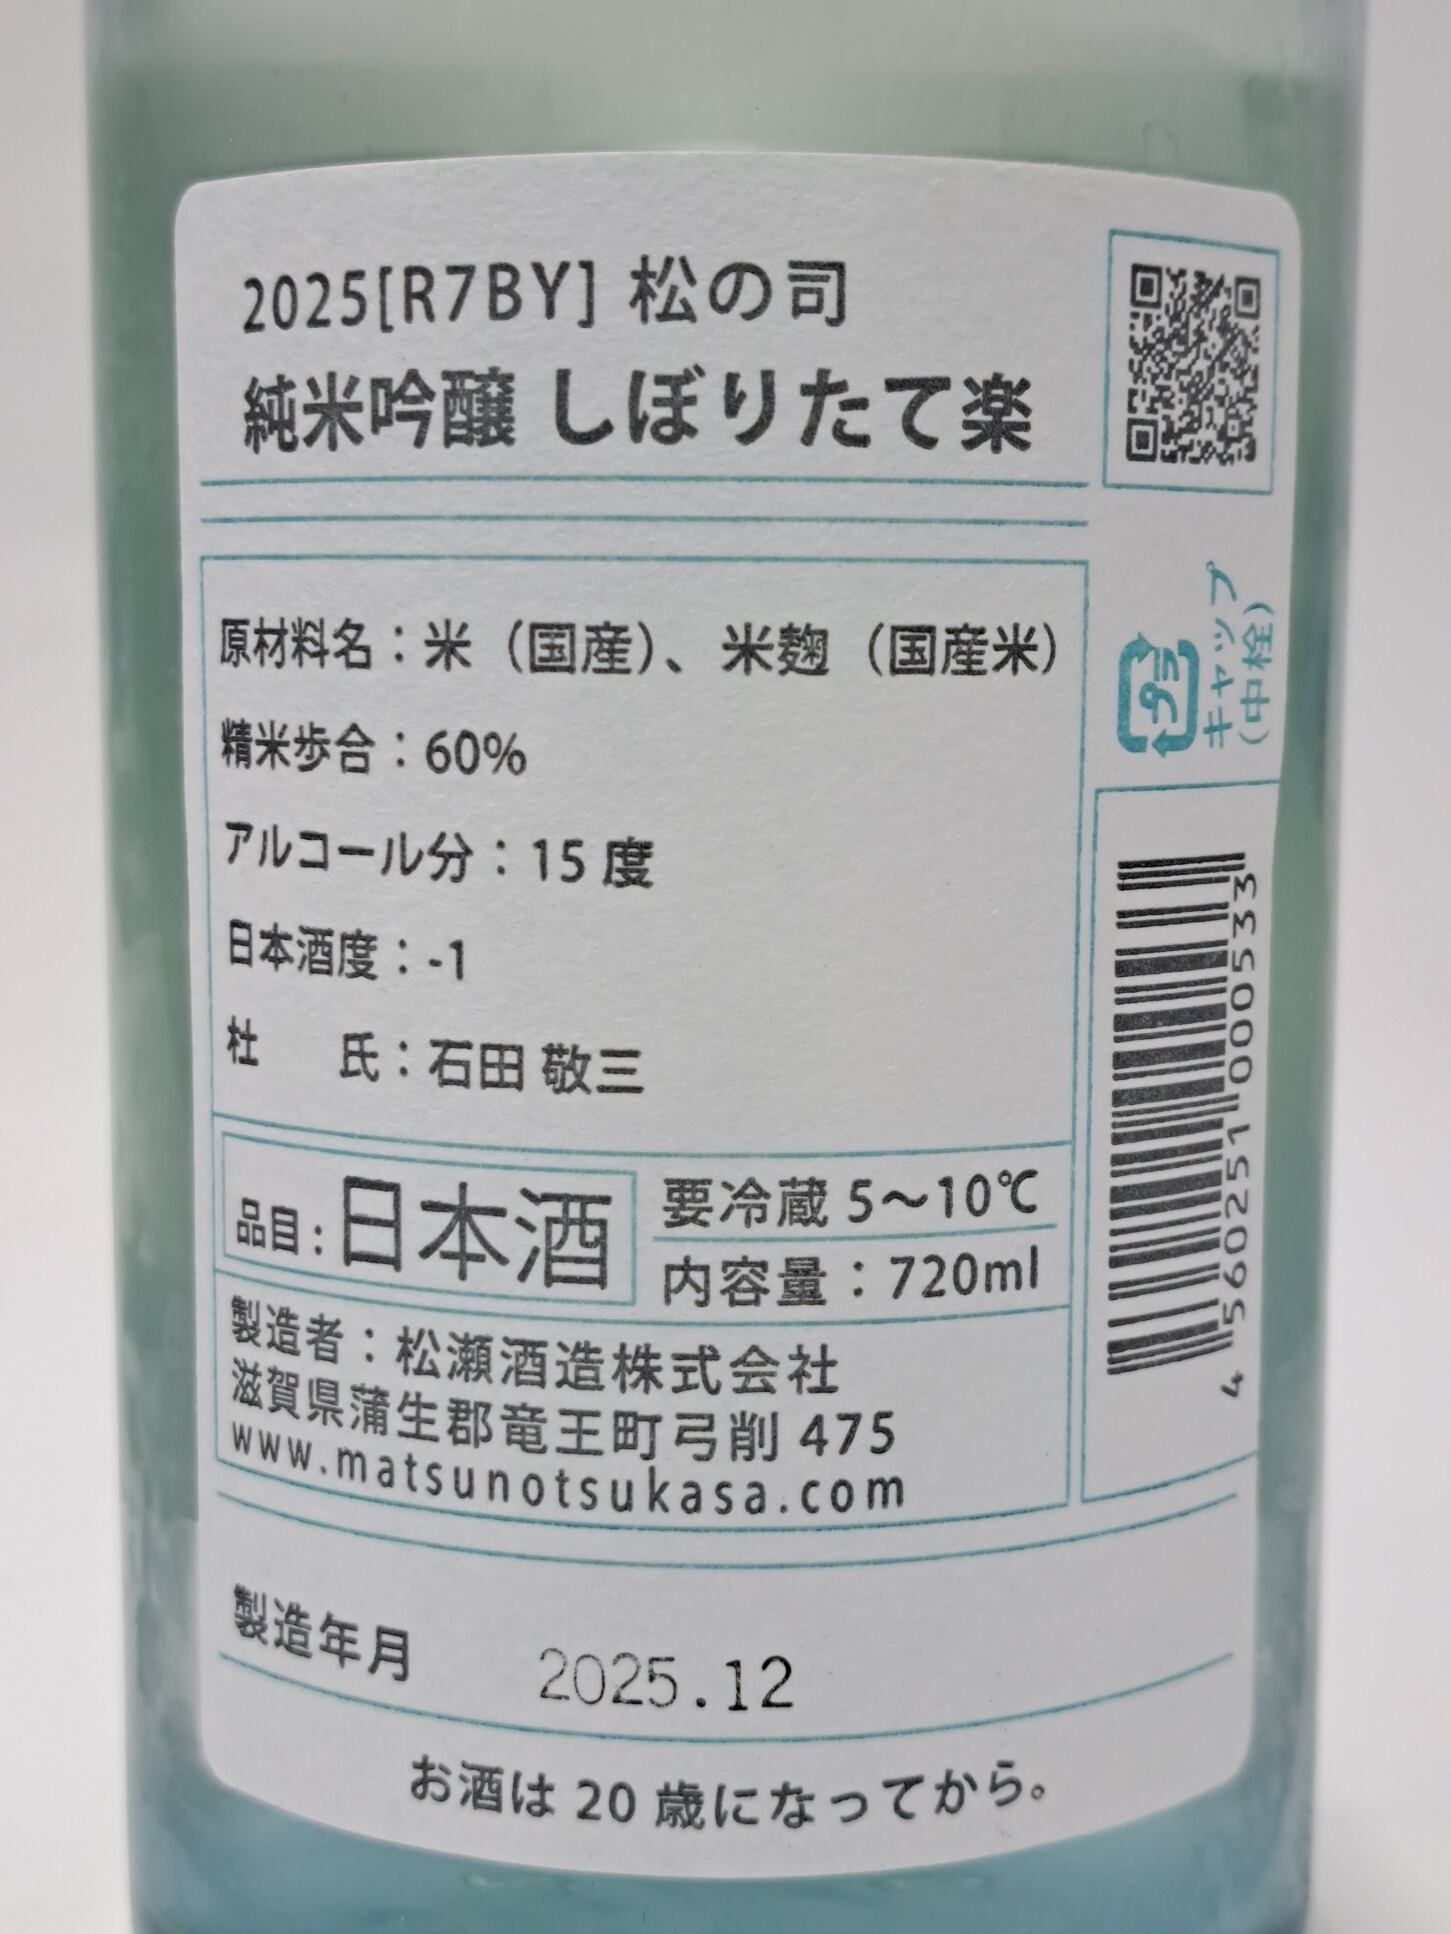 2025[R7BY] 松の司
純米吟醸 しぼりたて楽
原材料名：米（国産）、米麹（国産米）
精米歩合：60%
アルコール分：15 度
日本酒度：-1
杜　　氏：石田 敬三
品目：日本酒
要冷蔵 5～10℃
内容量：720ml
製造者：松瀬酒造株式会社
滋賀県蒲生郡竜王町弓削 475
www.matsunotsukasa.com
製造年月 2025.12
お酒は 20 歳になってから。
プラ
キャップ
（中栓）
4 560251 000533